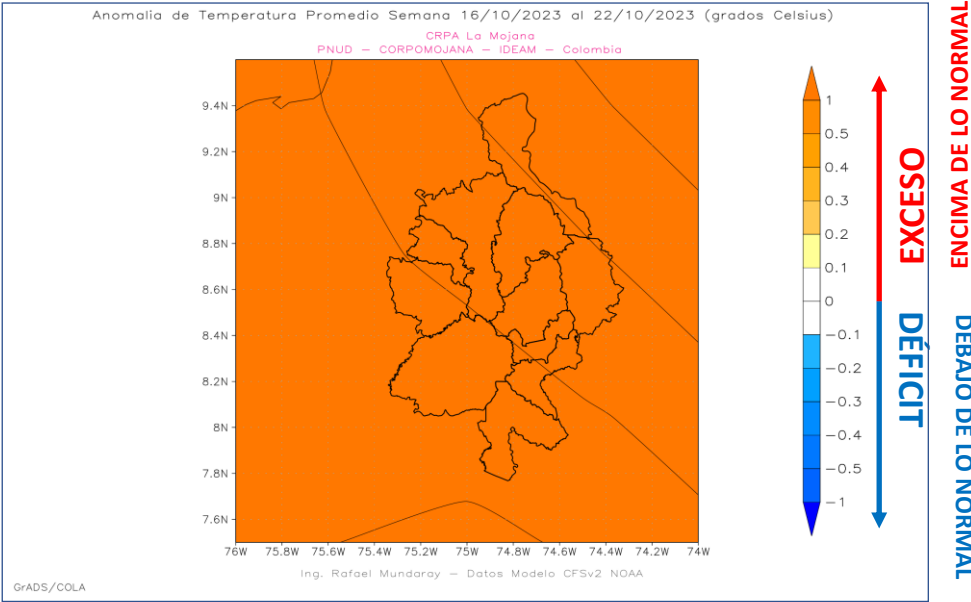 Anomalia de Temperatura Promedio Semana 16/10/2023 al 22/10/2023 (grados Celsius)
CRPA La Mojana
PNUD – CORPOMOJANA – IDEAM – Colombia
9.4N
9.2N
9N
8.8N
8.6N
8.4N
8.2N
8N
7.8N
7.6N
76W 75.8W 75.6W 75.4W 75.2W 75W 74.8W 74.6W 74.4W 74.2W 74W
1
0.5
0.4
0.3
0.2
0.1
0
−0.1
−0.2
−0.3
−0.4
−0.5
−1
EXCESO
DÉFICIT
ENCIMA DE LO NORMAL
DEBAJO DE LO NORMAL
Ing. Rafael Mundaray – Datos Modelo CFSv2 NOAA
GrADS/COLA